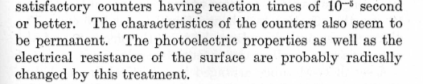 satisfactory counters having reaction times of 10⁻⁵ second
or better. The characteristics of the counters also seem to
be permanent. The photoelectric properties as well as the
electrical resistance of the surface are probably radically
changed by this treatment.